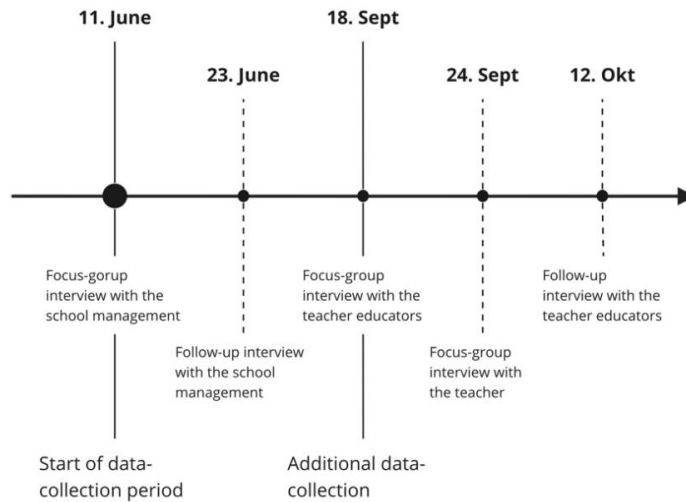 11. June
18. Sept
23. June
24. Sept
12. Okt
Focus-gorup
interview with the
school management
Focus-group
interview with the
teacher educators
Follow-up
interview with the
teacher educators
Follow-up interview
with the school
management
Focus-group
interview with
the teacher
Start of data-
collection period
Additional data-
collection